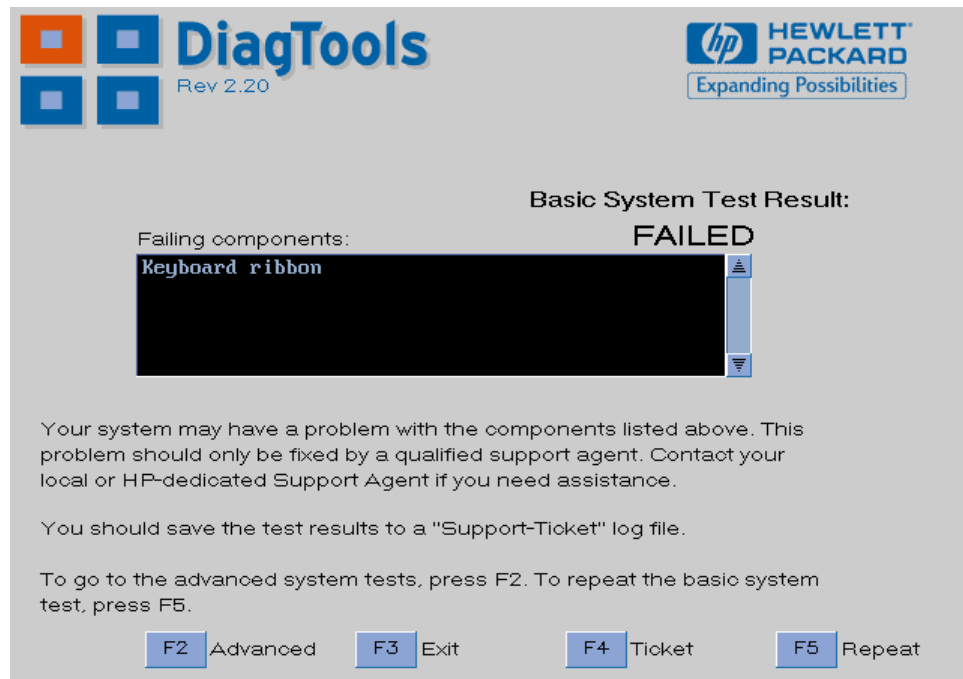 DiagTools
Rev 2.20
hp HEWLETT
PACKARD
Expanding Possibilities
Basic System Test Result:
FAILED
Failing components:
Keyboard ribbon
Your system may have a problem with the components listed above. This
problem should only be fixed by a qualified support agent. Contact your
local or HP-dedicated Support Agent if you need assistance.
You should save the test results to a "Support-Ticket" log file.
To go to the advanced system tests, press F2. To repeat the basic system
test, press F5.
F2 Advanced F3 Exit F4 Ticket F5 Repeat